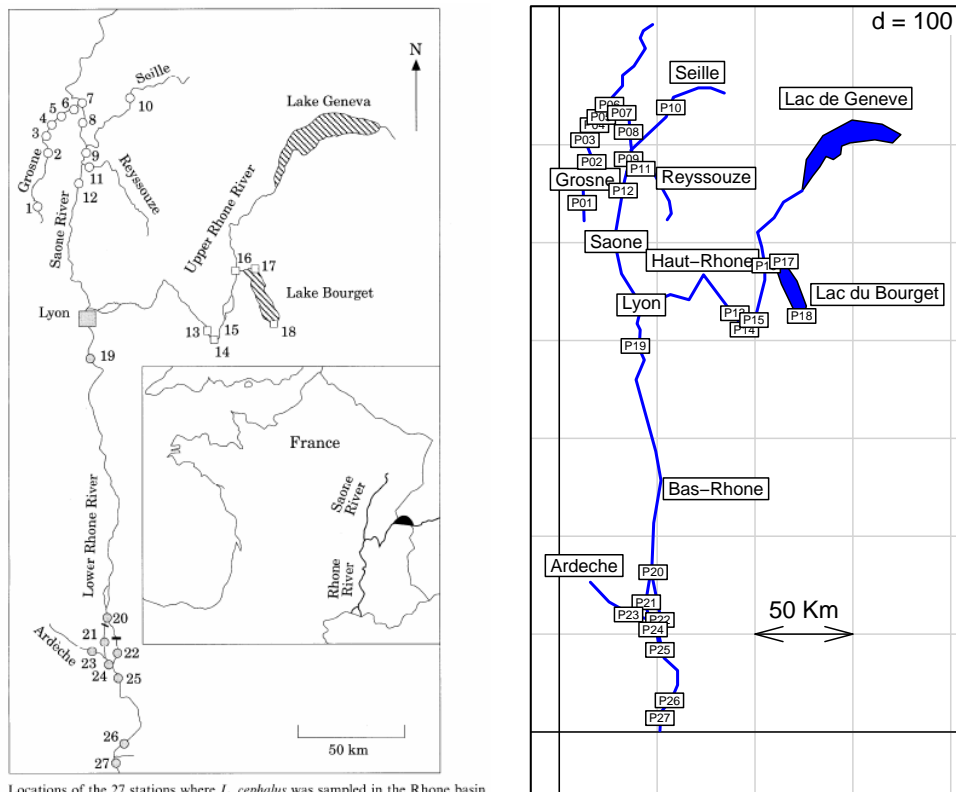 N
Seille
7
6
5
4
3
2
1
8
10
9
11
12
Grosne
Reyssouze
Saone River
Lake Geneva
Upper Rhone River
16
17
Lake Bourget
Lyon
13
15
14
18
19
France
Saone
River
Rhone
River
Lower Rhone River
20
21
22
Ardèche
23
24
25
26
27
50 km
Locations of the 27 stations where L. cephalus was sampled in the Rhone basin
d = 100
Seille
Lac de Geneve
P06
P07
P10
P08
P03
P09
P02
P11
Grosne
Reyssouze
P12
P01
Saone
Haut−Rhone
P17
Lyon
Lac du Bourget
P15
P18
P14
P19
Bas−Rhone
Ardeche
P20
P21
P23
P22
P24
50 Km
P25
P26
P27